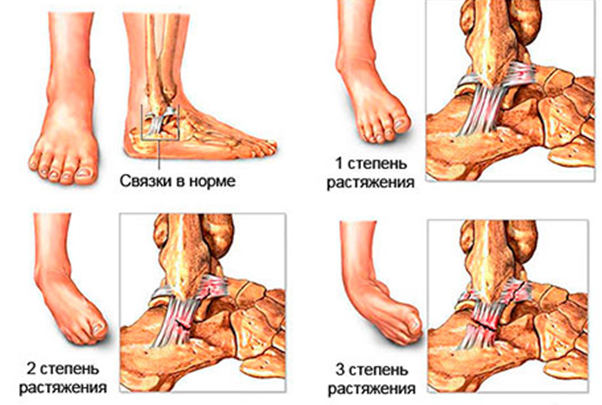 Связки в норме
1 степень
растяжения
2 степень
растяжения
3 степень
растяжения